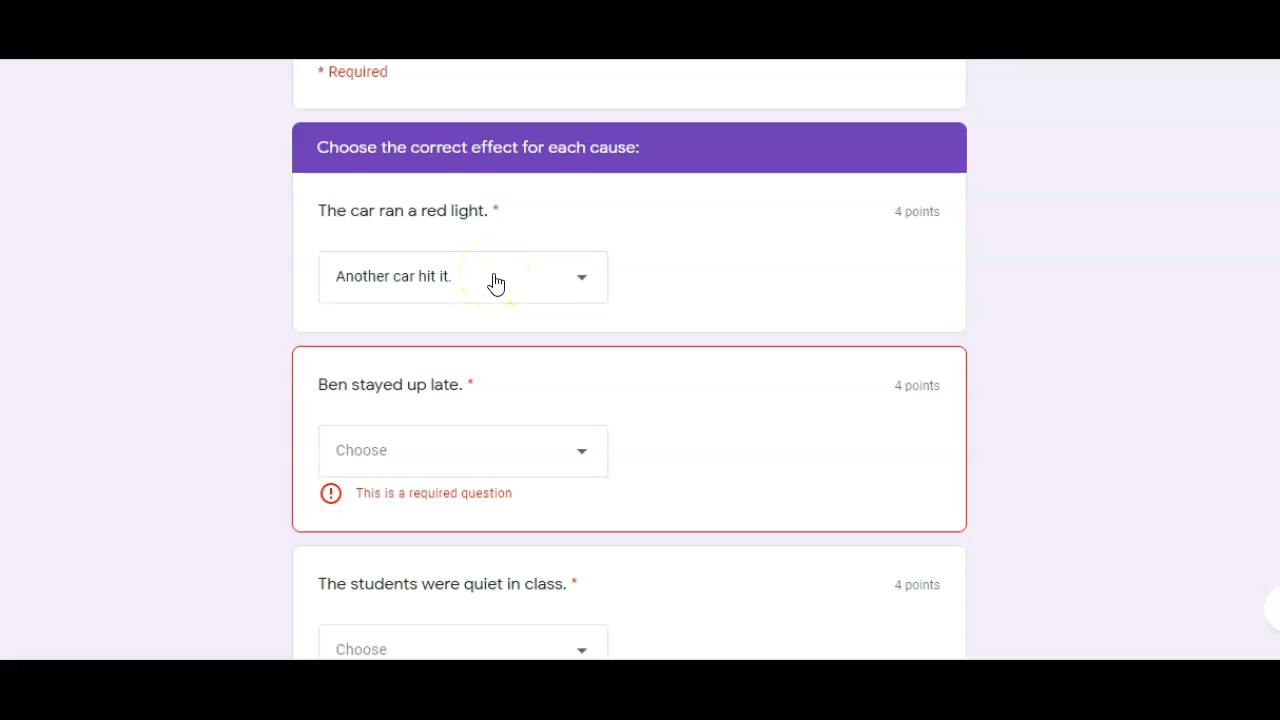 * Required
Choose the correct effect for each cause:
The car ran a red light. *
4 points
Another car hit it.
Ben stayed up late. *
4 points
Choose
This is a required question
The students were quiet in class. *
4 points
Choose